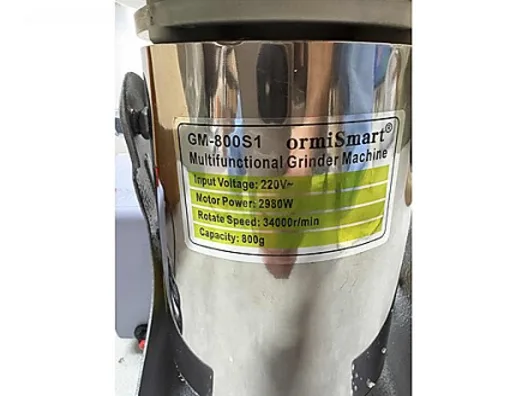 GM-800S1 ormiSmart®
Multifunctional Grinder Machine
Input Voltage: 220V~
Motor Power: 2980W
Rotate Speed: 34000r/min
Capacity: 800g